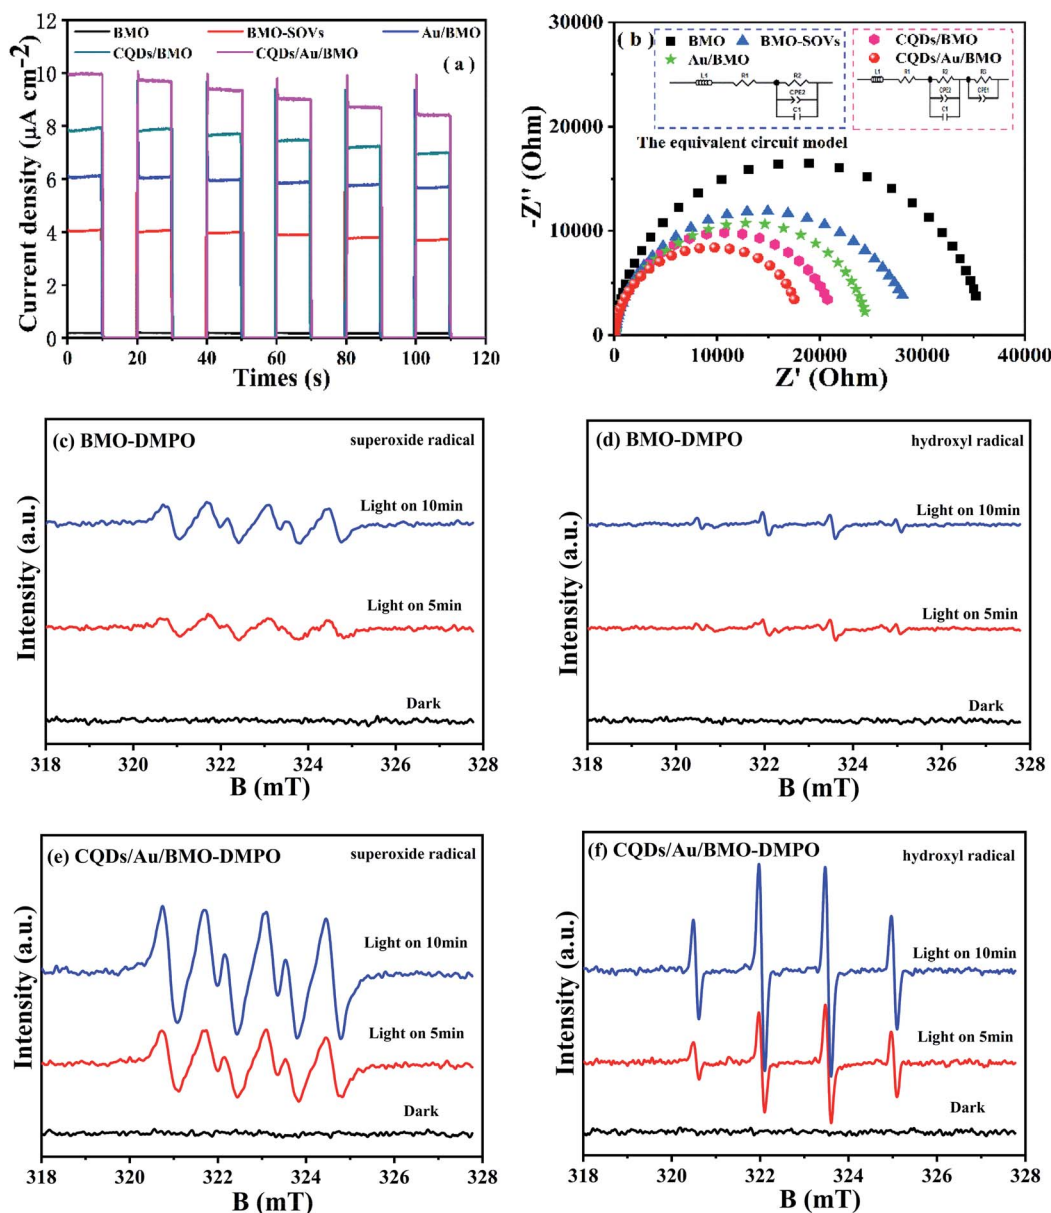 12
10
8
6
4
2
0
Current density (μA cm⁻²)
BMO
BMO-SOVs
Au/BMO
CQDs/BMO
CQDs/Au/BMO
( a )
0 20 40 60 80 100 120
Times (s)
30000
20000
10000
0
-Z'' (Ohm)
( b )
BMO
BMO-SOVs
Au/BMO
CQDs/BMO
CQDs/Au/BMO
L1 R1 R2
CPE2
C1
L1 R1 R2 R3
CPE2 CPE1
C1
The equivalent circuit model
0 10000 20000 30000 40000
Z' (Ohm)
(c) BMO-DMPO
superoxide radical
Light on 10min
Light on 5min
Dark
Intensity (a.u.)
318 320 322 324 326 328
B (mT)
(d) BMO-DMPO
hydroxyl radical
Light on 10min
Light on 5min
Dark
Intensity (a.u.)
318 320 322 324 326 328
B (mT)
(e) CQDs/Au/BMO-DMPO
superoxide radical
Light on 10min
Light on 5min
Dark
Intensity (a.u.)
318 320 322 324 326 328
B (mT)
(f) CQDs/Au/BMO-DMPO
hydroxyl radical
Light on 10min
Light on 5min
Dark
Intensity (a.u.)
318 320 322 324 326 328
B (mT)